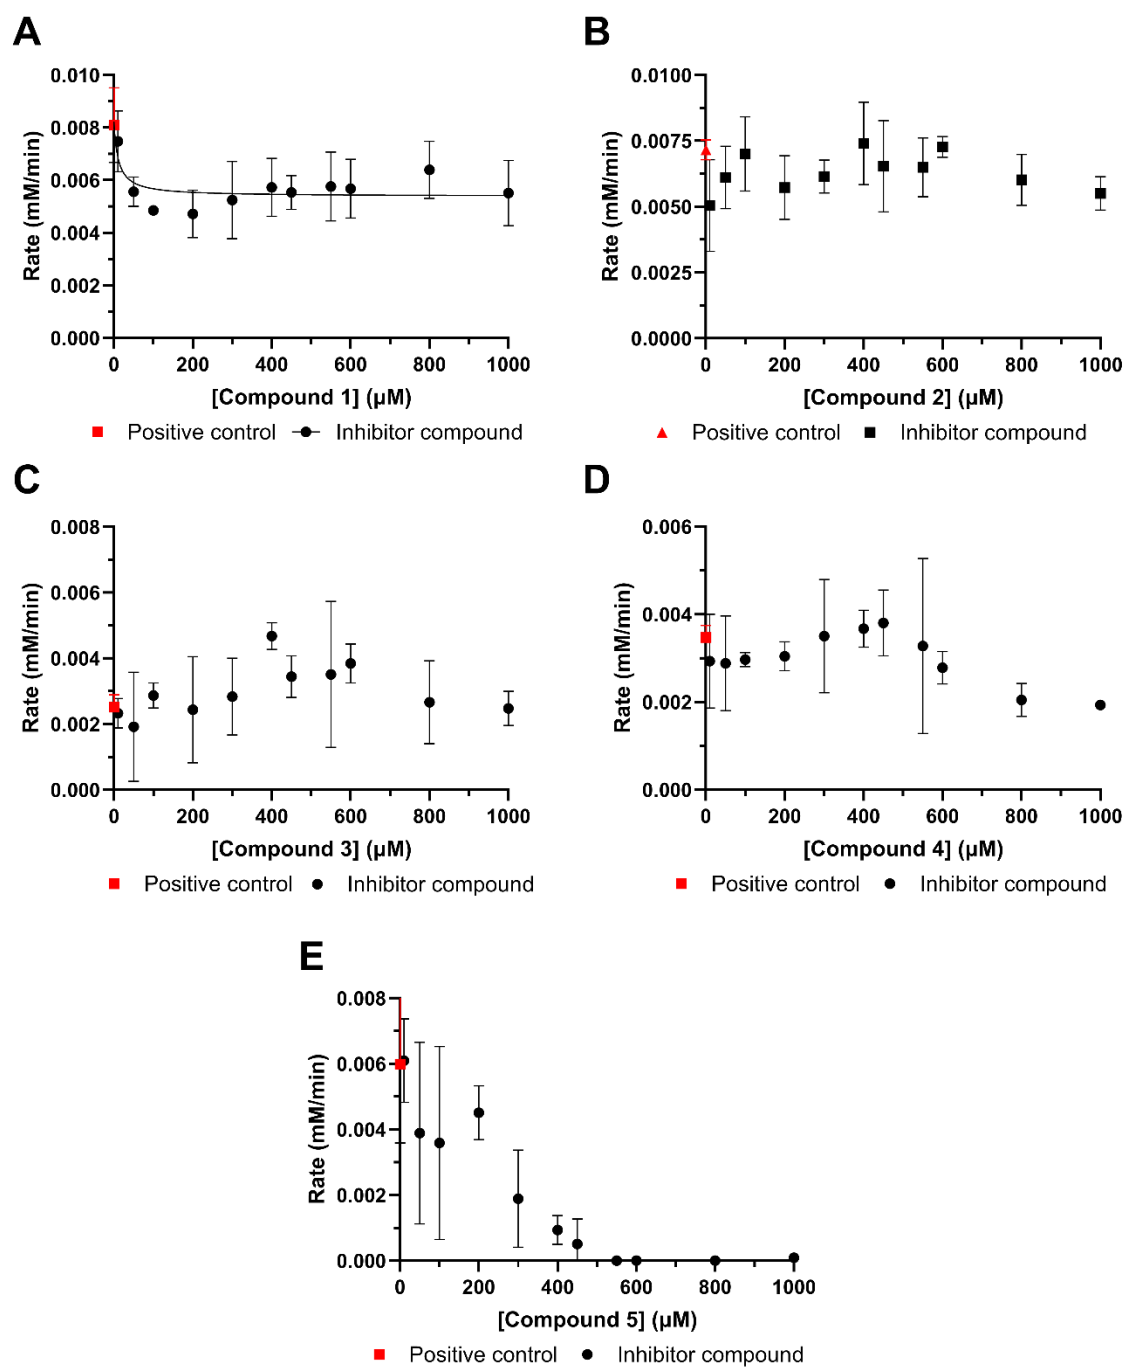 A
Rate (mM/min)
0.010
0.008
0.006
0.004
0.002
0.000
0 200 400 600 800 1000
[Compound 1] (µM)
Positive control Inhibitor compound
B
Rate (mM/min)
0.0100
0.0075
0.0050
0.0025
0.0000
0 200 400 600 800 1000
[Compound 2] (µM)
Positive control Inhibitor compound
C
Rate (mM/min)
0.008
0.006
0.004
0.002
0.000
0 200 400 600 800 1000
[Compound 3] (µM)
Positive control Inhibitor compound
D
Rate (mM/min)
0.006
0.004
0.002
0.000
0 200 400 600 800 1000
[Compound 4] (µM)
Positive control Inhibitor compound
E
Rate (mM/min)
0.008
0.006
0.004
0.002
0.000
0 200 400 600 800 1000
[Compound 5] (µM)
Positive control Inhibitor compound